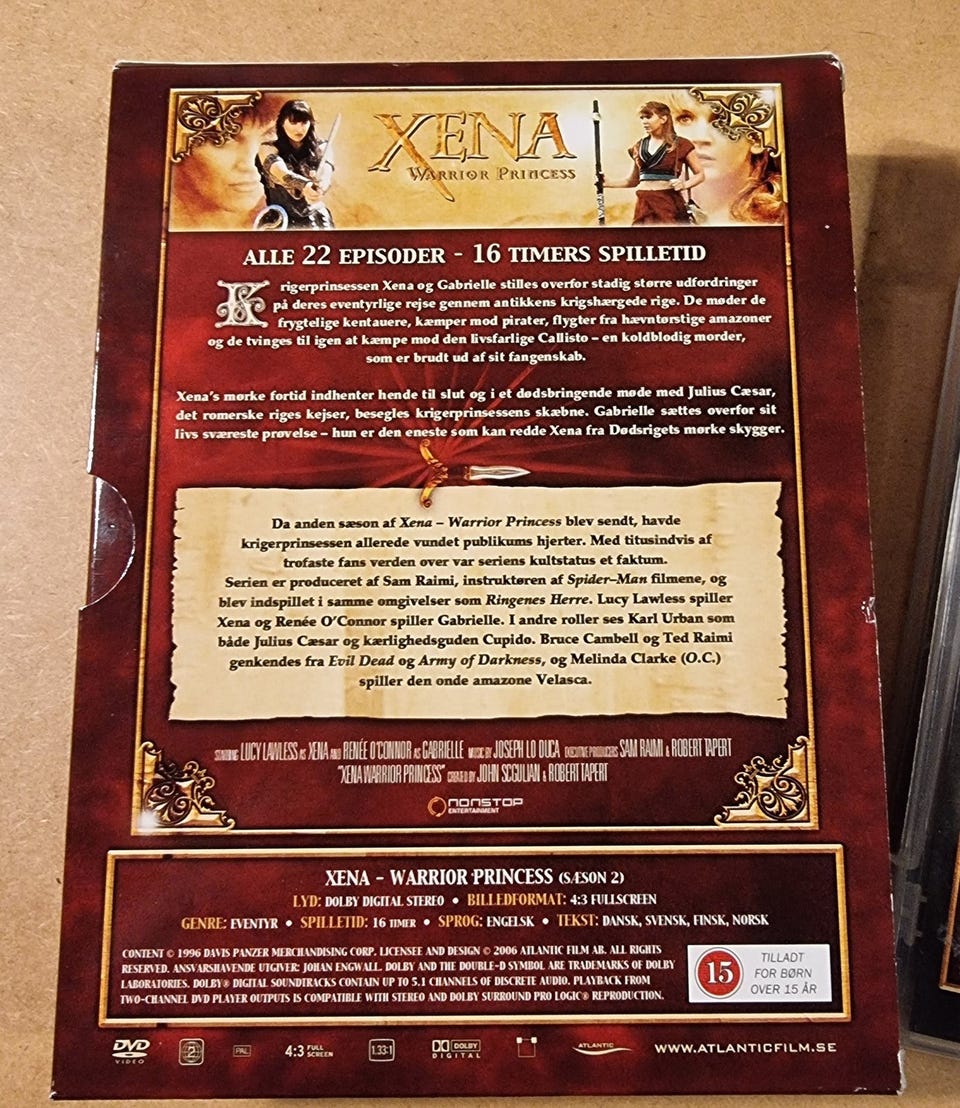 XENA
WARRIOR PRINCESS
ALLE 22 EPISODER - 16 TIMERS SPILLETID
Krigerprinsessen Xena og Gabrielle stilles overfor stadig større udfordringer
på deres eventyrlige rejse gennem antikkens krigshærgede rige. De møder de
frygtelige kentauere, kæmper mod pirater, flygter fra hævntørstige amazoner
og de tvinges til igen at kæmpe mod den livsfarlige Callisto – en koldblodig morder,
som er brudt ud af sit fangenskab.
Xena's mørke fortid indhenter hende til slut og i et dødsbringende møde med Julius Cæsar,
det romerske riges kejser, besegles krigerprinsessens skæbne. Gabrielle sættes overfor sit
livs sværeste prøvelse – hun er den eneste som kan redde Xena fra Dødsrigets mørke skygger.
Da anden sæson af Xena – Warrior Princess blev sendt, havde
krigerprinsessen allerede vundet publikums hjerter. Med titusindvis af
trofaste fans verden over var seriens kultstatus et faktum.
Serien er produceret af Sam Raimi, instruktøren af Spider–Man filmene, og
blev indspillet i samme omgivelser som Ringenes Herre. Lucy Lawless spiller
Xena og Renée O'Connor spiller Gabrielle. I andre roller ses Karl Urban som
både Julius Cæsar og kærlighedsguden Cupido. Bruce Cambell og Ted Raimi
genkendes fra Evil Dead og Army of Darkness, og Melinda Clarke (O.C.)
spiller den onde amazone Velasca.
STARRING LUCY LAWLESS AS XENA AND RENÉE O'CONNOR AS GABRIELLE MUSIC BY JOSEPH LO DUCA EXECUTIVE PRODUCERS SAM RAIMI & ROBERT TAPERT
"XENA WARRIOR PRINCESS" CREATED BY JOHN SCGULIAN & ROBERT TAPERT
NONSTOP
ENTERTAINMENT
XENA – WARRIOR PRINCESS (SÆSON 2)
LYD: DOLBY DIGITAL STEREO • BILLEDFORMAT: 4:3 FULLSCREEN
GENRE: EVENTYR • SPILLETID: 16 TIMER • SPROG: ENGELSK • TEKST: DANSK, SVENSK, FINSK, NORSK
CONTENT © 1996 DAVIS PANZER MERCHANDISING CORP. LICENSEE AND DESIGN © 2006 ATLANTIC FILM AB. ALL RIGHTS
RESERVED. ANSVARSHAVENDE UTGIVER: JOHAN ENGWALL. DOLBY AND THE DOUBLE-D SYMBOL ARE TRADEMARKS OF DOLBY
LABORATORIES. DOLBY® DIGITAL SOUNDTRACKS CONTAIN UP TO 5.1 CHANNELS OF DISCRETE AUDIO. PLAYBACK FROM
TWO-CHANNEL DVD PLAYER OUTPUTS IS COMPATIBLE WITH STEREO AND DOLBY SURROUND PRO LOGIC® REPRODUCTION.
15
TILLADT
FOR BØRN
OVER 15 ÅR
DVD
VIDEO
2
PAL
4:3 FULL
SCREEN
1.33:1
DOLBY
DIGITAL
ATLANTIC
WWW.ATLANTICFILM.SE